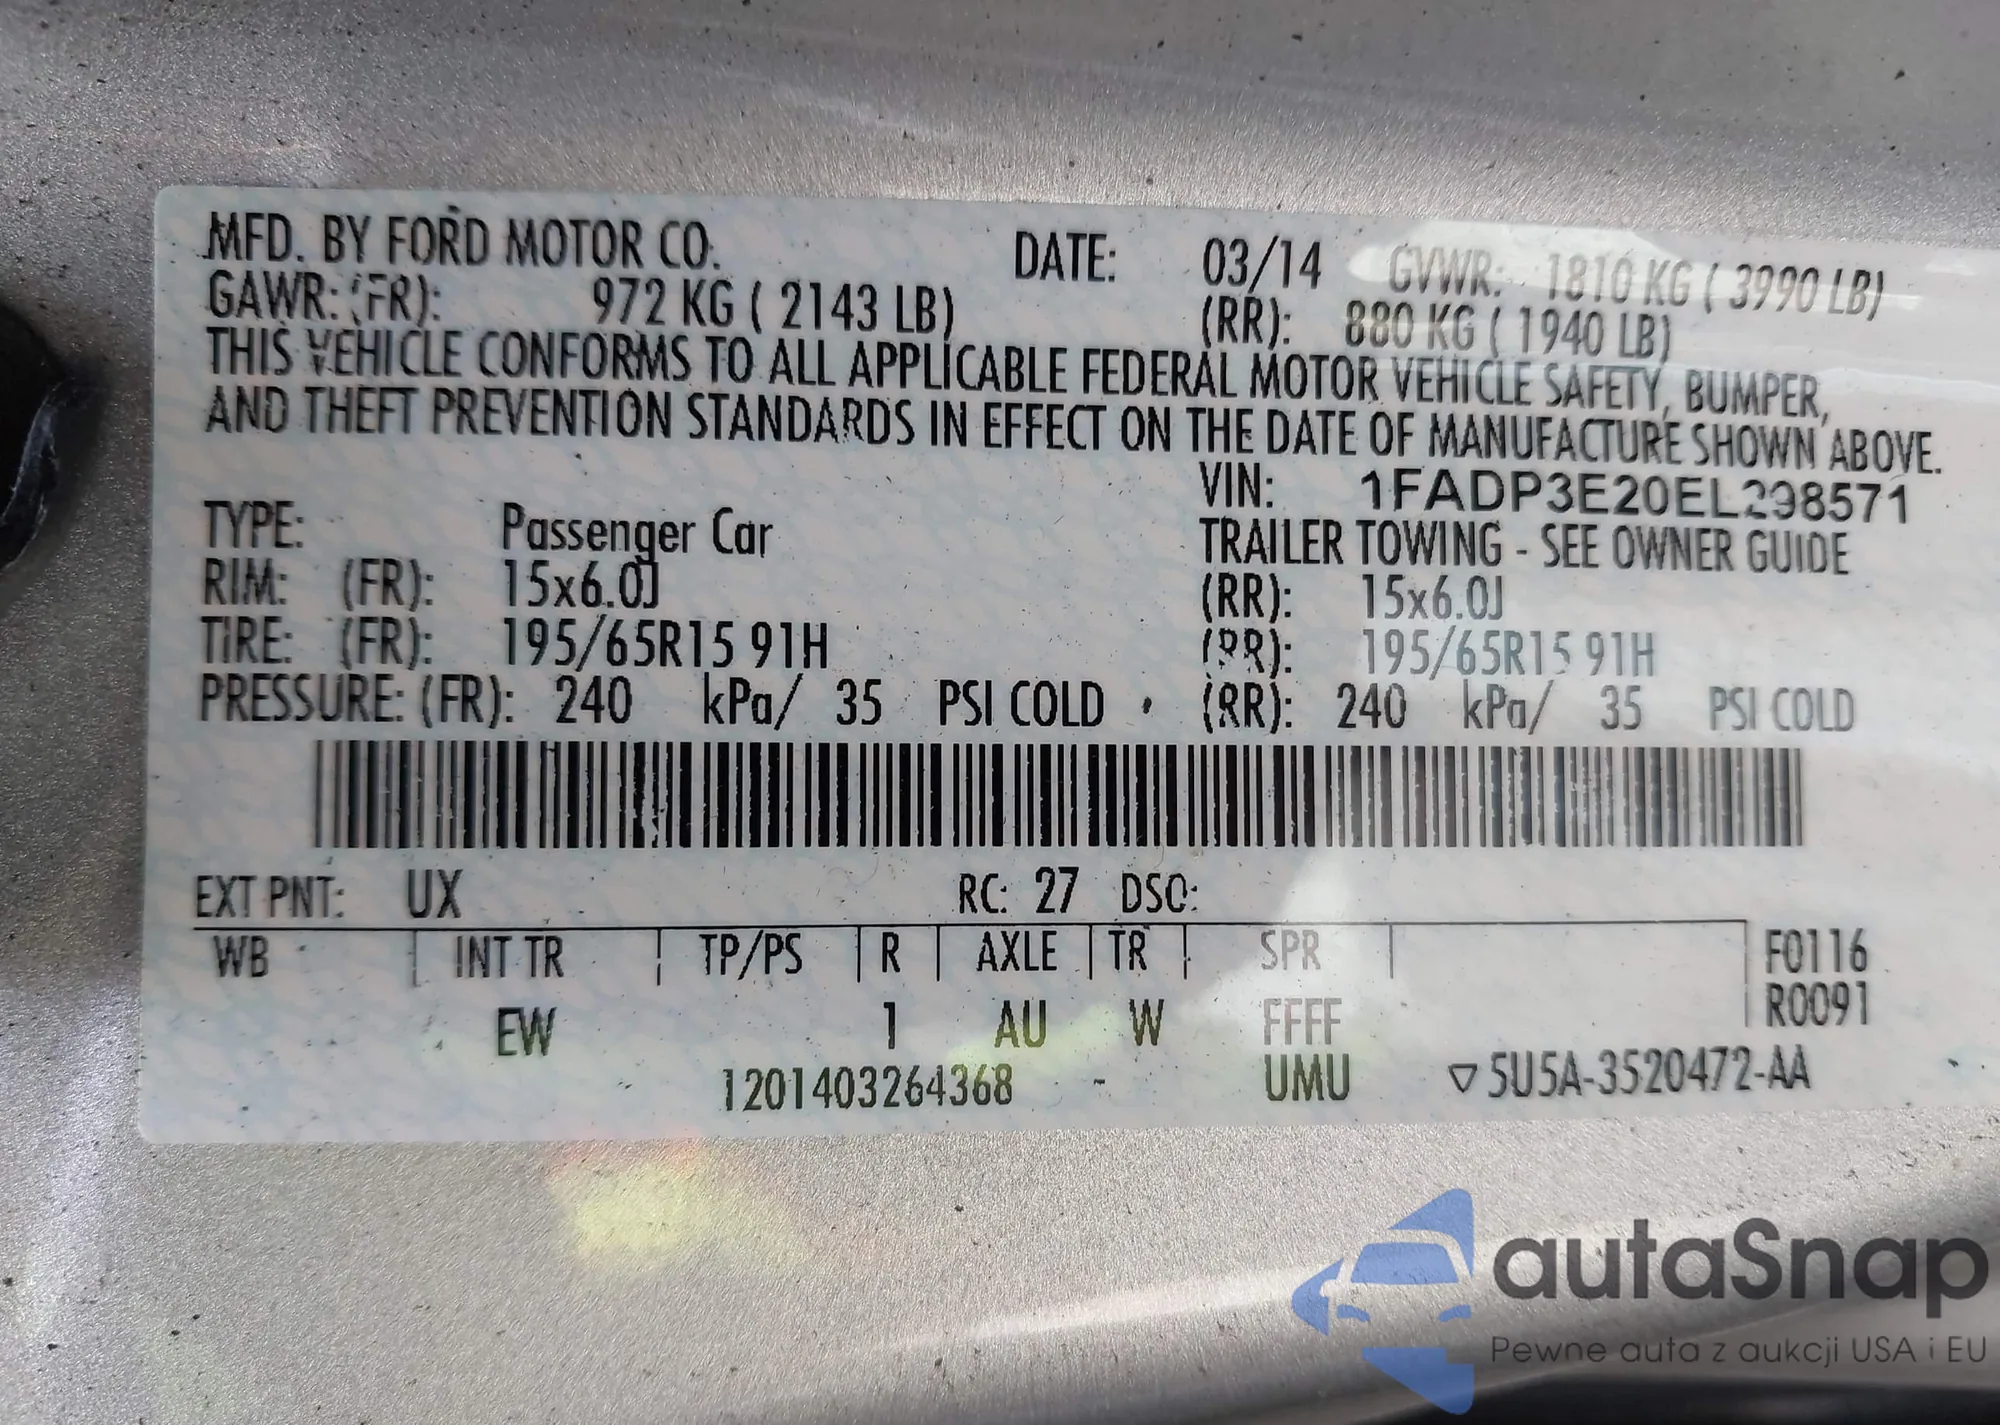 MFD. BY FORD MOTOR CO. DATE: 03/14 GVWR: 1810 KG ( 3990 LB)
GAWR: (FR): 972 KG ( 2143 LB) (RR): 880 KG ( 1940 LB)
THIS VEHICLE CONFORMS TO ALL APPLICABLE FEDERAL MOTOR VEHICLE SAFETY, BUMPER,
AND THEFT PREVENTION STANDARDS IN EFFECT ON THE DATE OF MANUFACTURE SHOWN ABOVE.
VIN: 1FADP3E20EL298571
TYPE: Passenger Car TRAILER TOWING - SEE OWNER GUIDE
RIM: (FR): 15x6.0J (RR): 15x6.0J
TIRE: (FR): 195/65R15 91H (RR): 195/65R15 91H
PRESSURE: (FR): 240 kPa/ 35 PSI COLD (RR): 240 kPa/ 35 PSI COLD
EXT PNT: UX RC: 27 DSO:
WB INT TR TP/PS R AXLE TR SPR F0116
R0091
EW 1 AU W FFFF
1201403264368 - UMU ▽5U5A-3520472-AA
autaSnap
Pewne auta z aukcji USA i EU